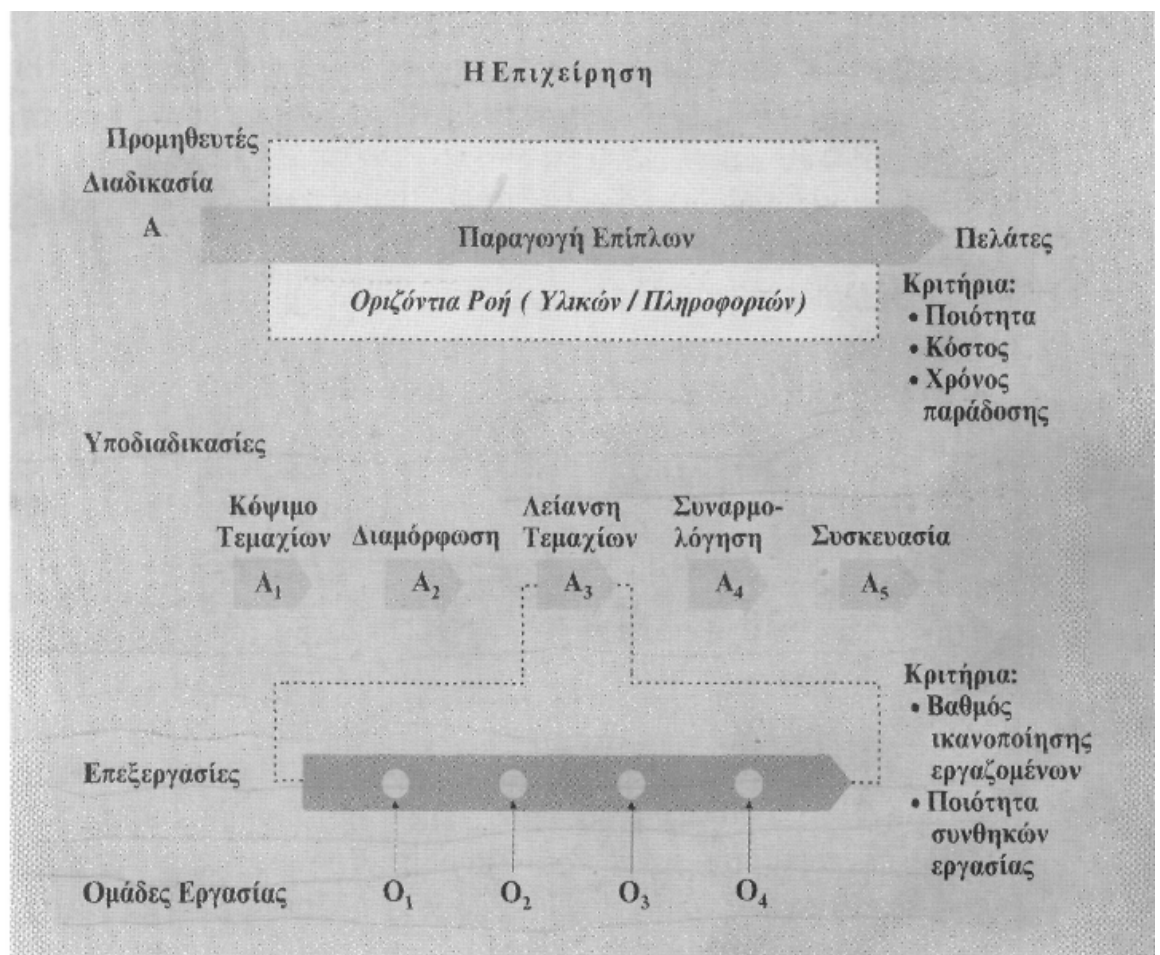 Η Επιχείρηση
Προμηθευτές
Διαδικασία
Α
Παραγωγή Επίπλων
Πελάτες
Οριζόντια Ροή ( Υλικών / Πληροφοριών)
Κριτήρια:
• Ποιότητα
• Κόστος
• Χρόνος
παράδοσης
Υποδιαδικασίες
Κόψιμο
Τεμαχίων
Διαμόρφωση
Λείανση
Τεμαχίων
Συναρμο-
λόγηση
Συσκευασία
Α₁ Α₂ Α₃ Α₄ Α₅
Κριτήρια:
• Βαθμός
ικανοποίησης
εργαζομένων
• Ποιότητα
συνθηκών
εργασίας
Επεξεργασίες
Ομάδες Εργασίας
Ο₁ Ο₂ Ο₃ Ο₄